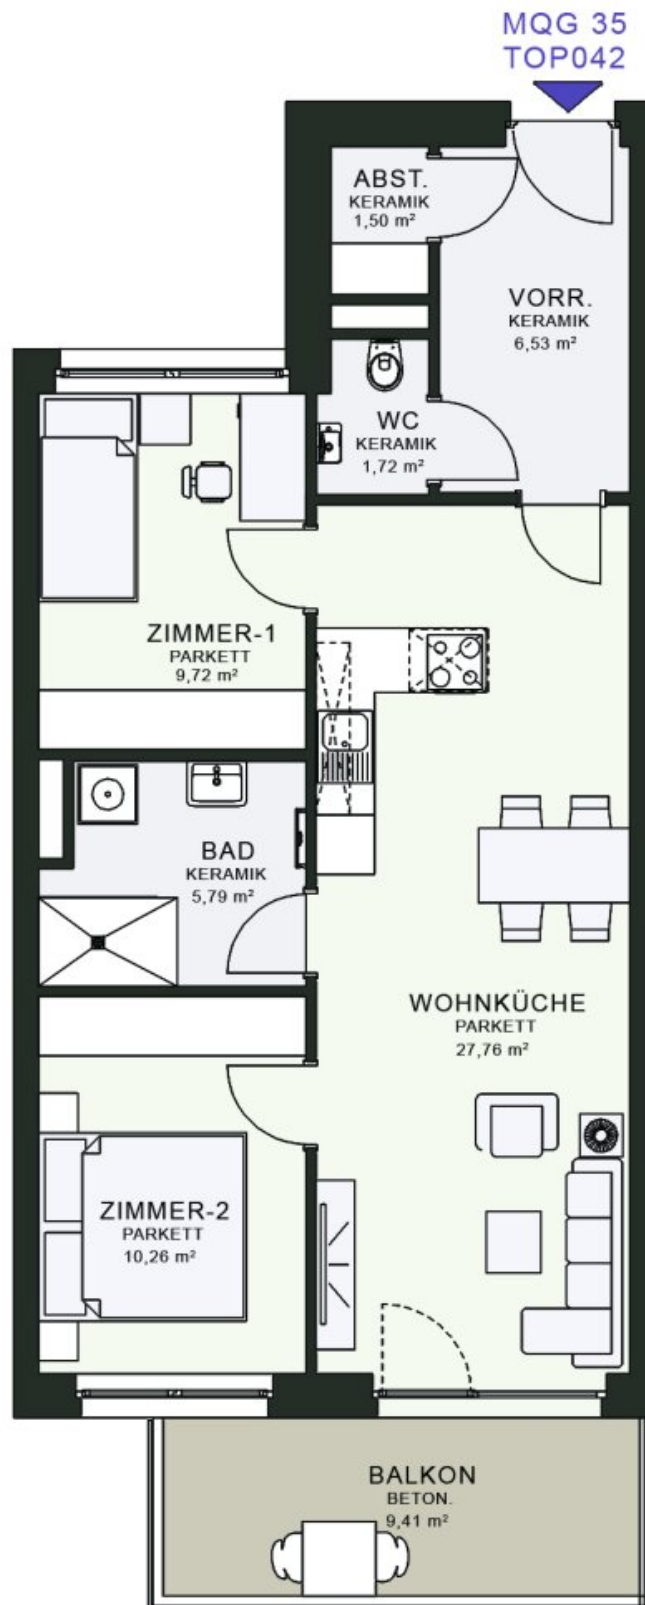 MQG 35
TOP042
ABST.
KERAMIK
1,50 m²
VORR.
KERAMIK
6,53 m²
WC
KERAMIK
1,72 m²
ZIMMER-1
PARKETT
9,72 m²
BAD
KERAMIK
5,79 m²
WOHNKÜCHE
PARKETT
27,76 m²
ZIMMER-2
PARKETT
10,26 m²
BALKON
BETON.
9,41 m²